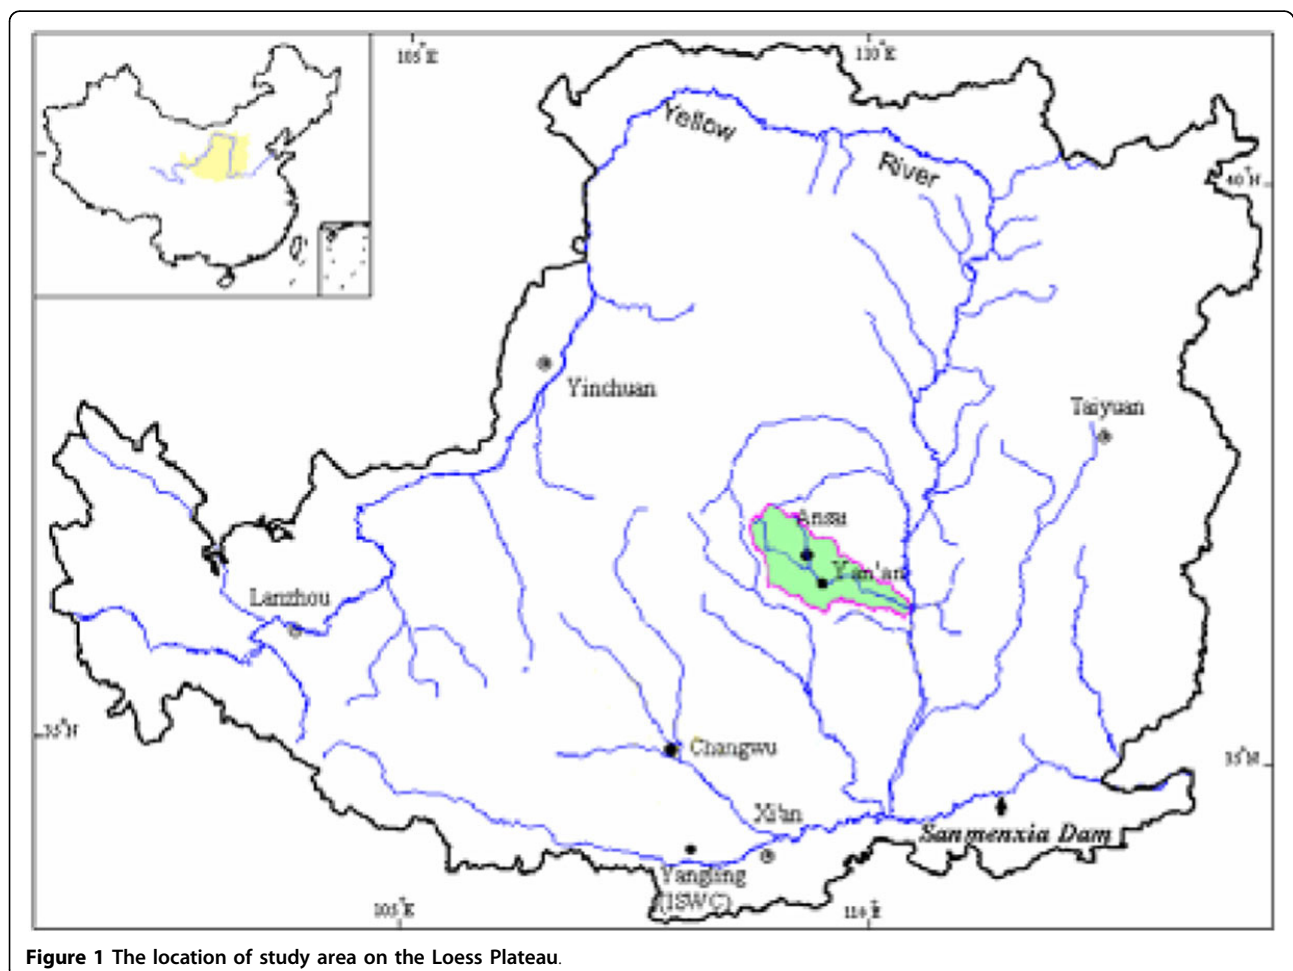 105°E
110°E
Yellow
River
40°N
Yinchuan
Taiyuan
Ansai
Yan'an
Lanzhou
35°N
Changwu
35°N
Xi'an
Sanmenxia Dam
Yangling
(ISWC)
105°E
110°E
Figure 1 The location of study area on the Loess Plateau.